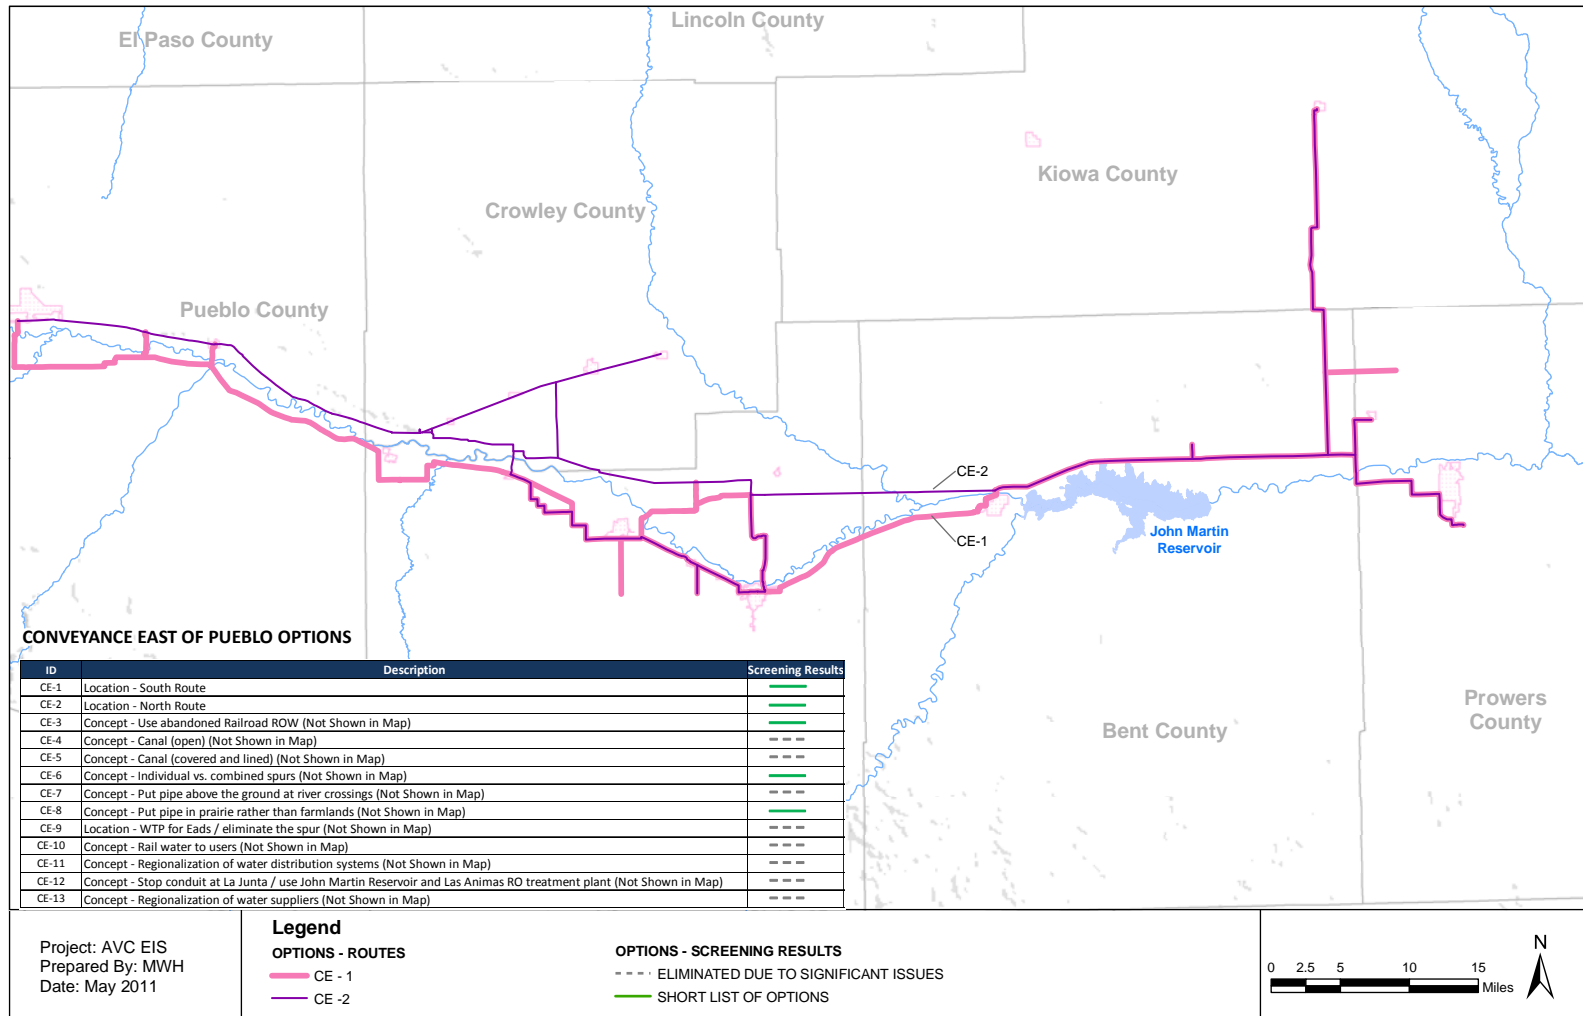 Lincoln County
El Paso County
Kiowa County
Crowley County
Pueblo County
CE-2
CE-1
John Martin
Reservoir
Prowers
County
Bent County
CONVEYANCE EAST OF PUEBLO OPTIONS
ID Description Screening Results
CE-1 Location - South Route
CE-2 Location - North Route
CE-3 Concept - Use abandoned Railroad ROW (Not Shown in Map)
CE-4 Concept - Canal (open) (Not Shown in Map)
CE-5 Concept - Canal (covered and lined) (Not Shown in Map)
CE-6 Concept - Individual vs. combined spurs (Not Shown in Map)
CE-7 Concept - Put pipe above the ground at river crossings (Not Shown in Map)
CE-8 Concept - Put pipe in prairie rather than farmlands (Not Shown in Map)
CE-9 Location - WTP for Eads / eliminate the spur (Not Shown in Map)
CE-10 Concept - Rail water to users (Not Shown in Map)
CE-11 Concept - Regionalization of water distribution systems (Not Shown in Map)
CE-12 Concept - Stop conduit at La Junta / use John Martin Reservoir and Las Animas RO treatment plant (Not Shown in Map)
CE-13 Concept - Regionalization of water suppliers (Not Shown in Map)
Project: AVC EIS
Prepared By: MWH
Date: May 2011
Legend
OPTIONS - ROUTES
CE - 1
CE -2
OPTIONS - SCREENING RESULTS
ELIMINATED DUE TO SIGNIFICANT ISSUES
SHORT LIST OF OPTIONS
0 2.5 5 10 15
Miles
N